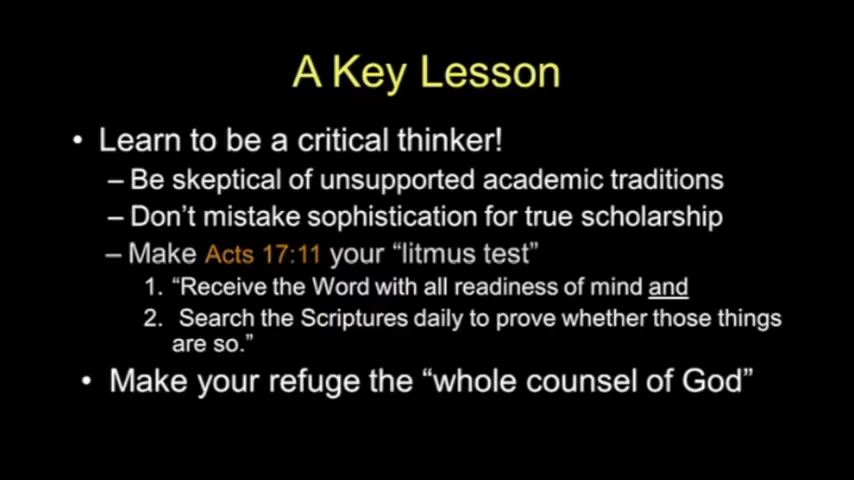 A Key Lesson
• Learn to be a critical thinker!
– Be skeptical of unsupported academic traditions
– Don't mistake sophistication for true scholarship
– Make Acts 17:11 your “litmus test”
1. “Receive the Word with all readiness of mind and
2. Search the Scriptures daily to prove whether those things
are so.”
• Make your refuge the “whole counsel of God”